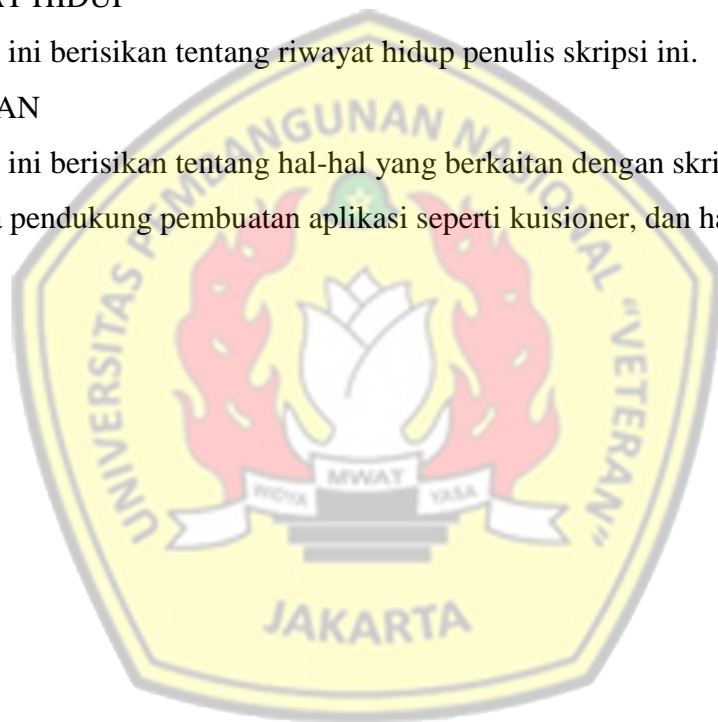 AT HIDUP
ini berisikan tentang riwayat hidup penulis skripsi ini.
AN
ini berisikan tentang hal-hal yang berkaitan dengan skri
a pendukung pembuatan aplikasi seperti kuisioner, dan ha
UNIVERSITAS PEMBANGUNAN NASIONAL "VETERAN"
WIDYA MWAT YASA
JAKARTA